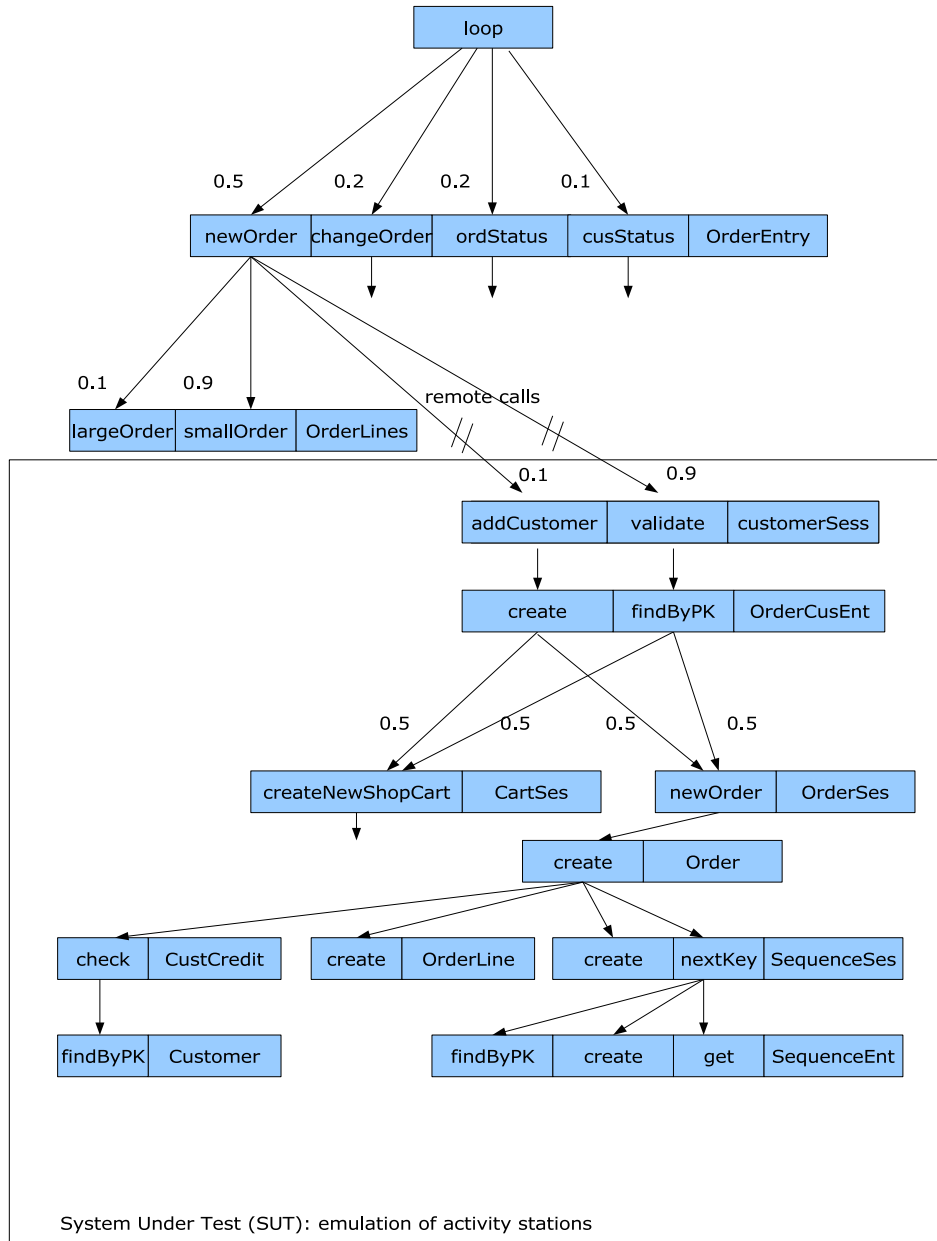 loop
0.5 0.2 0.2 0.1
newOrder changeOrder ordStatus cusStatus OrderEntry
0.1 0.9
remote calls
largeOrder smallOrder OrderLines
0.1 0.9
addCustomer validate customerSess
create findByPK OrderCusEnt
0.5 0.5 0.5 0.5
createNewShopCart CartSes newOrder OrderSes
create Order
check CustCredit create OrderLine create nextKey SequenceSes
findByPK Customer findByPK create get SequenceEnt
System Under Test (SUT): emulation of activity stations